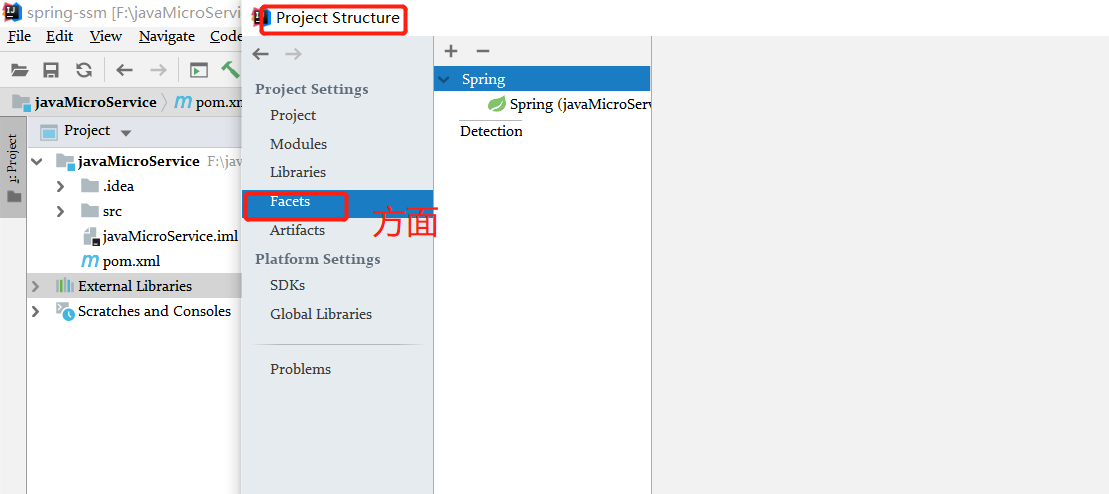 spring-ssm [F:\javaMicroServic
File Edit View Navigate Code
javaMicroService pom.xm
1: Project
Project
javaMicroService F:\jav
.idea
src
javaMicroService.iml
pom.xml
External Libraries
Scratches and Consoles
Project Structure
Project Settings
Project
Modules
Libraries
Facets
方面
Artifacts
Platform Settings
SDKs
Global Libraries
Problems
Spring
Spring (javaMicroServ
Detection